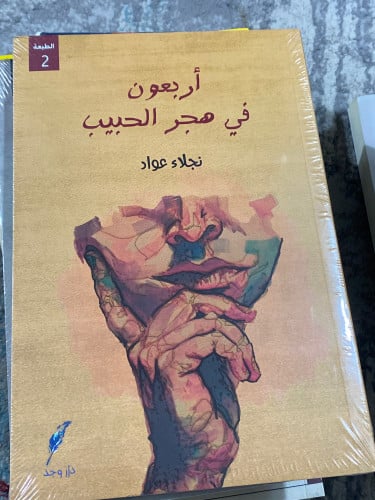 الطبعة
2
أربعون
في هجر الحبيب
نجلاء عواد
دار وجد